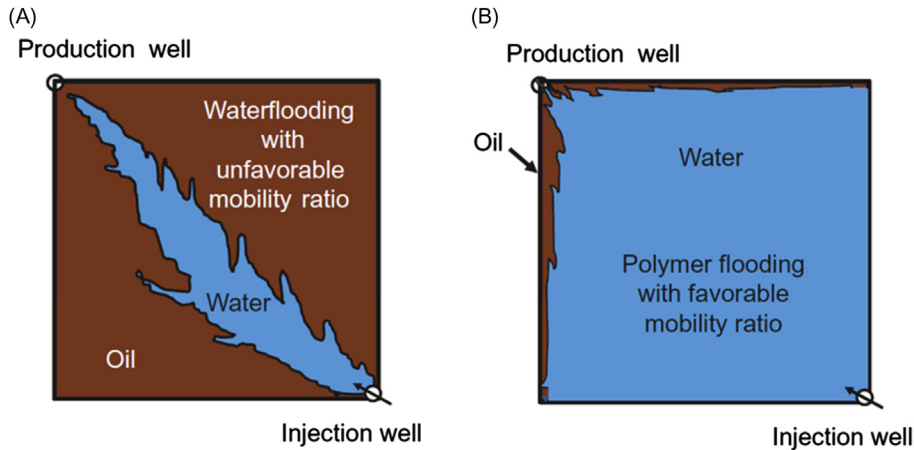 (A)
Production well
Waterflooding
with
unfavorable
mobility ratio
Water
Oil
Injection well
(B)
Production well
Oil
Water
Polymer flooding
with favorable
mobility ratio
Injection well